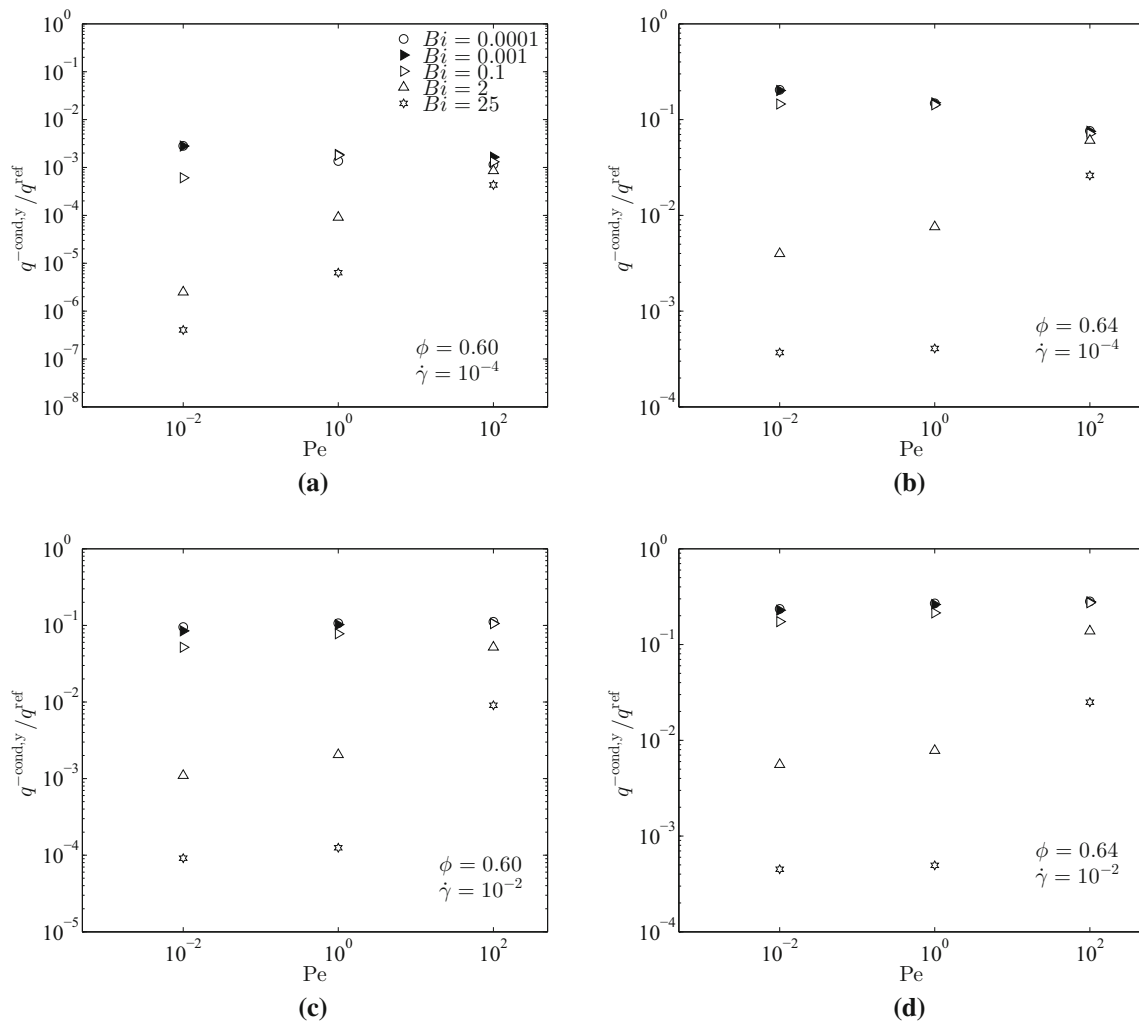 10^0
10^-1
10^-2
10^-3
10^-4
10^-5
10^-6
10^-7
10^-8
q^-cond,y/q^ref
Bi = 0.0001
Bi = 0.001
Bi = 0.1
Bi = 2
Bi = 25
ϕ = 0.60
γ̇ = 10^-4
10^-2 10^0 10^2
Pe
(a)
10^0
10^-1
10^-2
10^-3
10^-4
q^-cond,y/q^ref
ϕ = 0.64
γ̇ = 10^-4
10^-2 10^0 10^2
Pe
(b)
10^0
10^-1
10^-2
10^-3
10^-4
10^-5
q^-cond,y/q^ref
ϕ = 0.60
γ̇ = 10^-2
10^-2 10^0 10^2
Pe
(c)
10^0
10^-1
10^-2
10^-3
10^-4
q^-cond,y/q^ref
ϕ = 0.64
γ̇ = 10^-2
10^-2 10^0 10^2
Pe
(d)